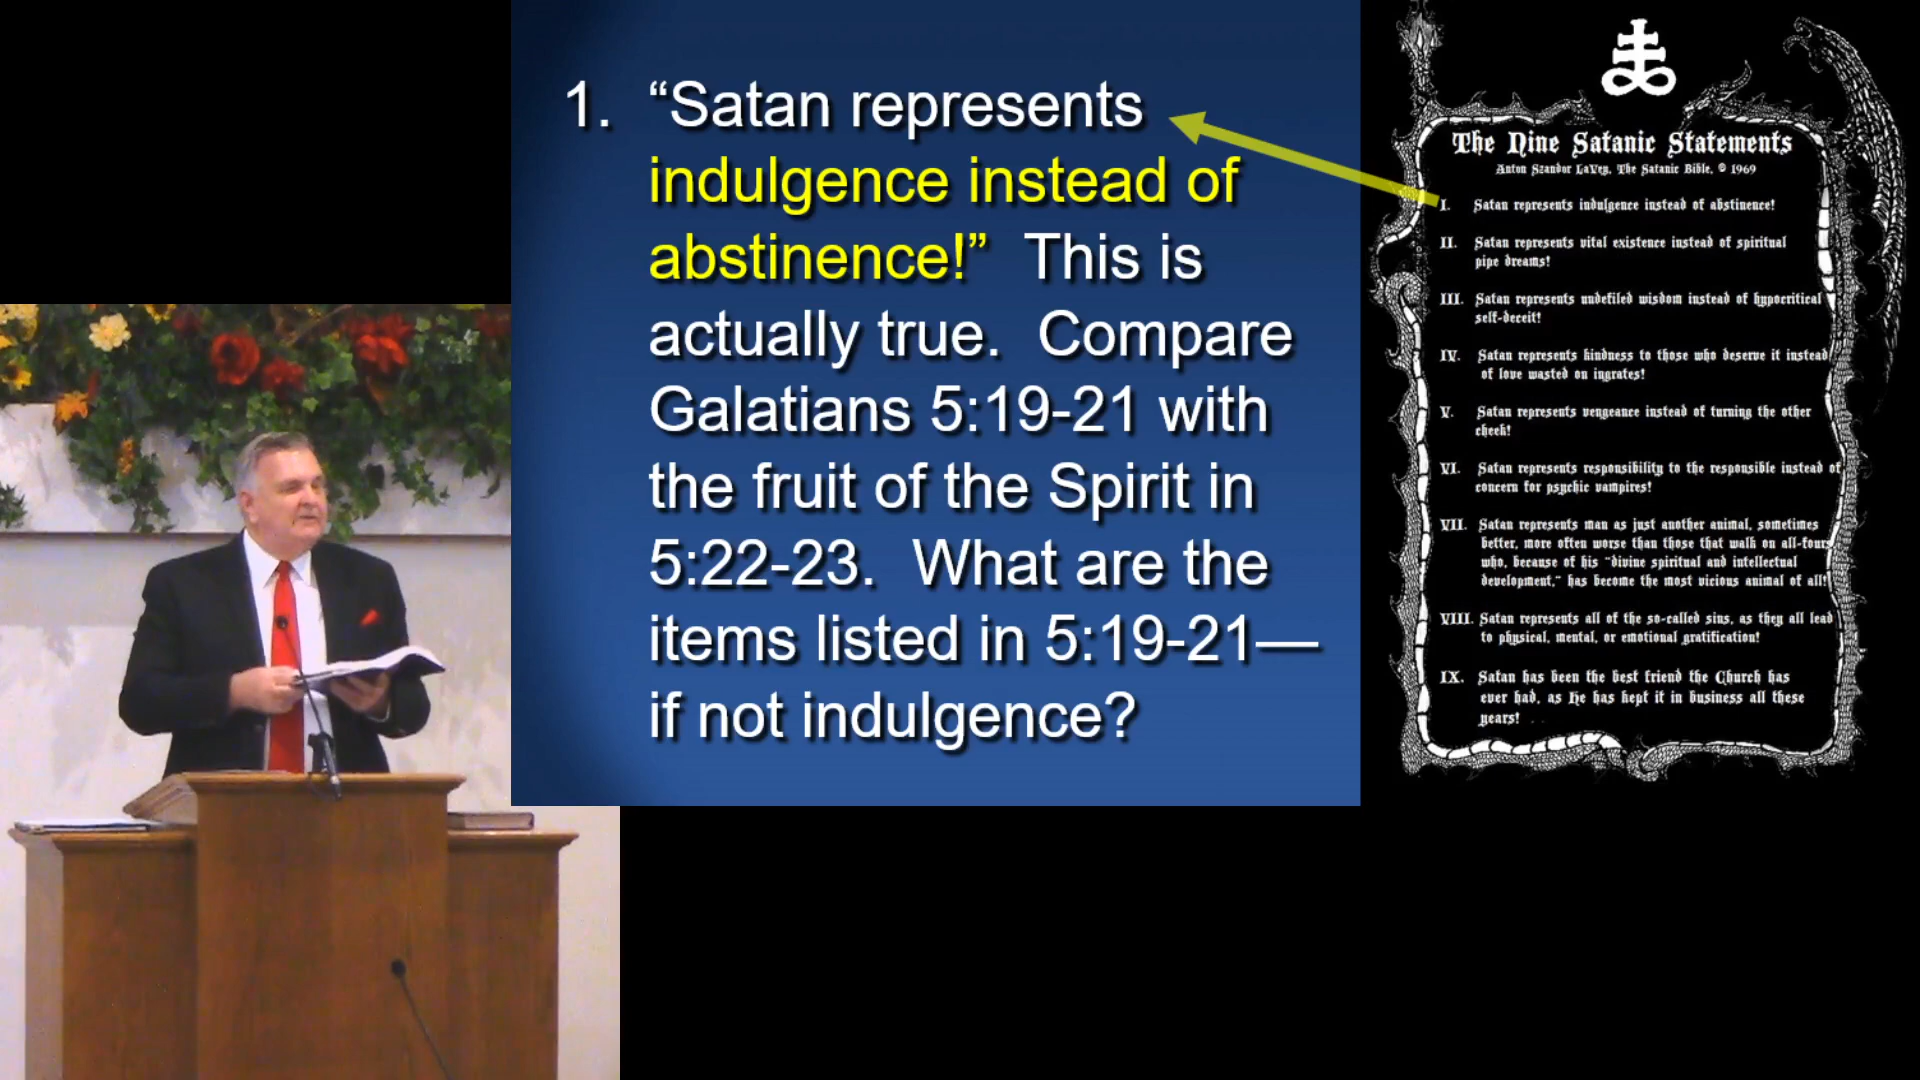 1. “Satan represents
indulgence instead of
abstinence!” This is
actually true. Compare
Galatians 5:19-21 with
the fruit of the Spirit in
5:22-23. What are the
items listed in 5:19-21—
if not indulgence?
The Nine Satanic Statements
Anton Szandor LaVey, The Satanic Bible, © 1969
I. Satan represents indulgence instead of abstinence!
II. Satan represents vital existence instead of spiritual
pipe dreams!
III. Satan represents undefiled wisdom instead of hypocritical
self-deceit!
IV. Satan represents kindness to those who deserve it instead
of love wasted on ingrates!
V. Satan represents vengeance instead of turning the other
cheek!
VI. Satan represents responsibility to the responsible instead of
concern for psychic vampires!
VII. Satan represents man as just another animal, sometimes
better, more often worse than those that walk on all-fours,
who, because of his "divine spiritual and intellectual
development," has become the most vicious animal of all!
VIII. Satan represents all of the so-called sins, as they all lead
to physical, mental, or emotional gratification!
IX. Satan has been the best friend the Church has
ever had, as He has kept it in business all these
years!